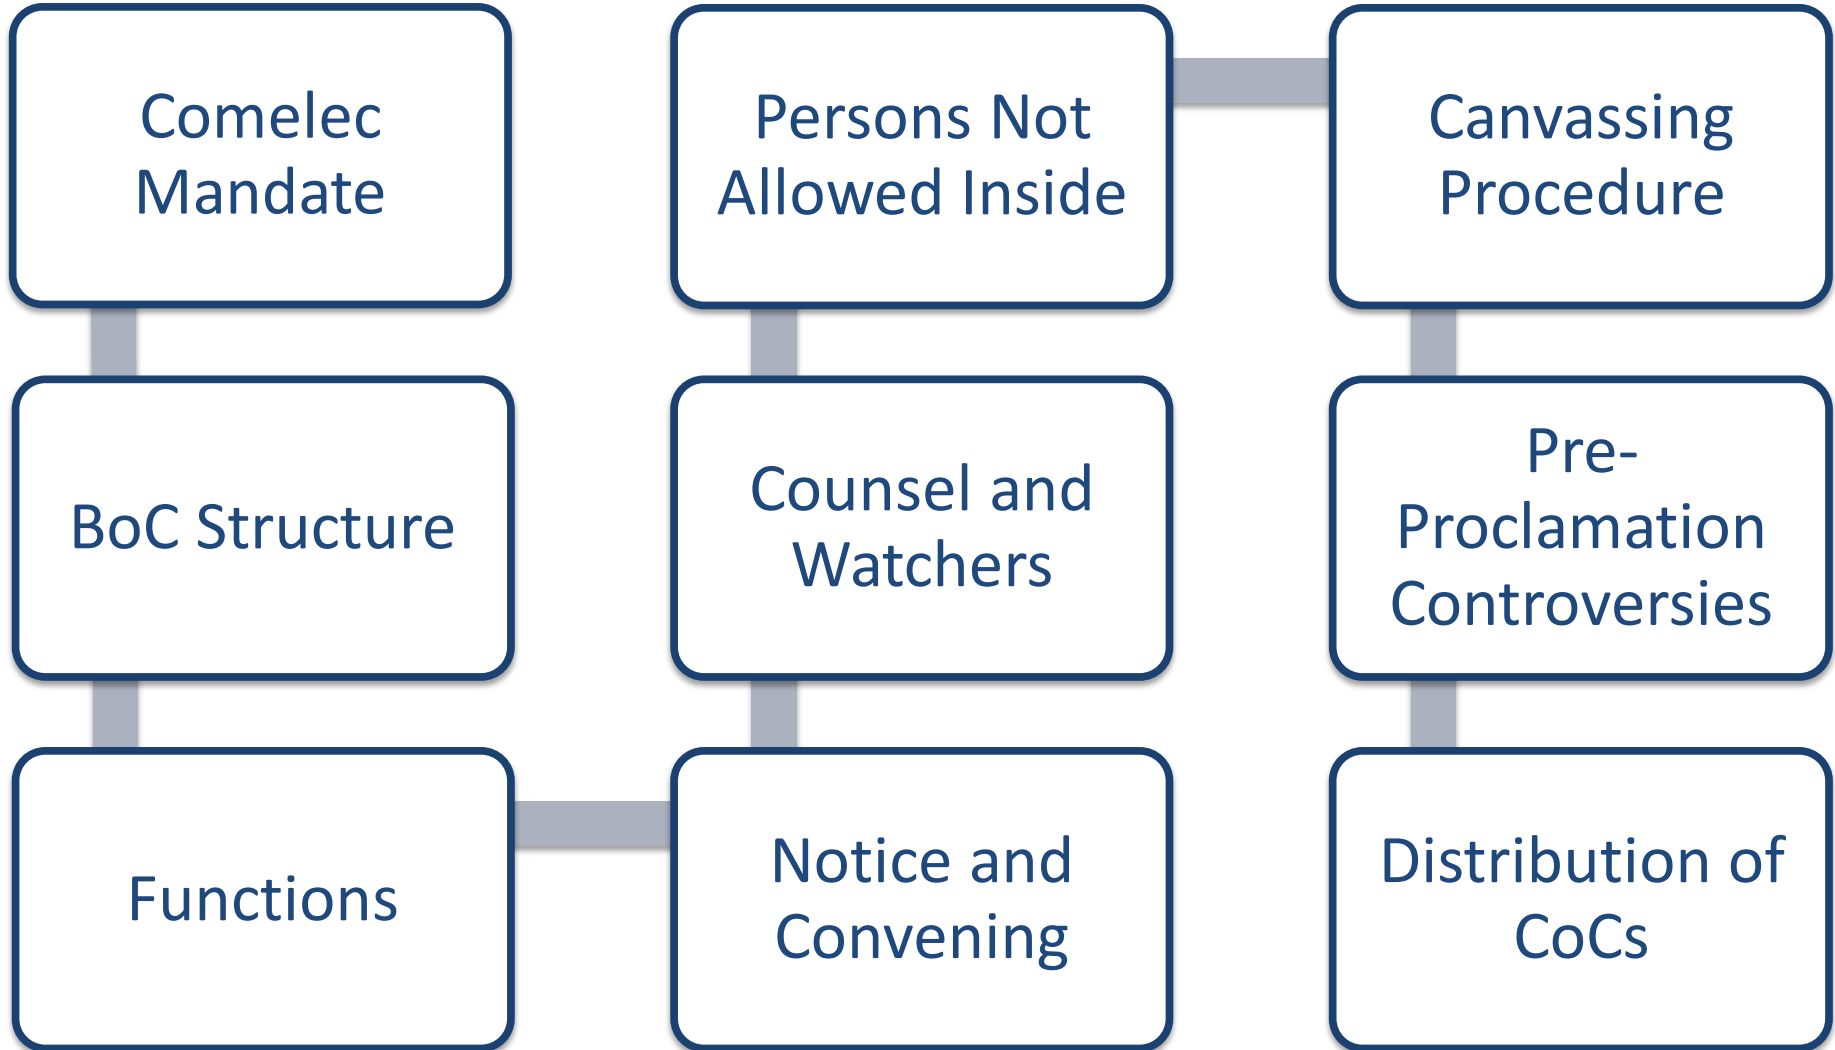 Comelec
Mandate
BoC Structure
Functions
Notice and
Convening
Counsel and
Watchers
Persons Not
Allowed Inside
Canvassing
Procedure
Pre-
Proclamation
Controversies
Distribution of
CoCs